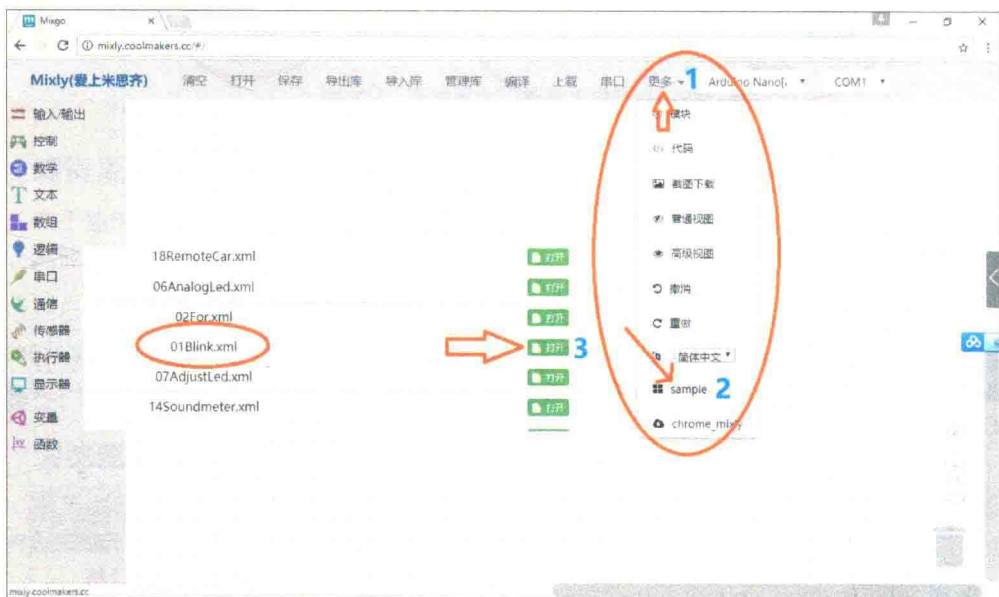 Mixgo ×
mixly.coolmakers.cc/#/
Mixly(爱上米思齐) 清空 打开 保存 导出库 导入库 管理库 编译 上载 串口 更多 1 Arduino Nano[. COM1
输入/输出
控制
数学
文本
数组
逻辑
串口
通信
传感器
执行器
显示器
变量
函数
18RemoteCar.xml 打开
06AnalogLed.xml 打开
02For.xml 打开
01Blink.xml 打开 3
07AdjustLed.xml 打开
14Soundmeter.xml 打开
模块
代码
截图下载
普通视图
高级视图
撤消
重做
简体中文
sample 2
chrome_mixly
mixly.coolmakers.cc